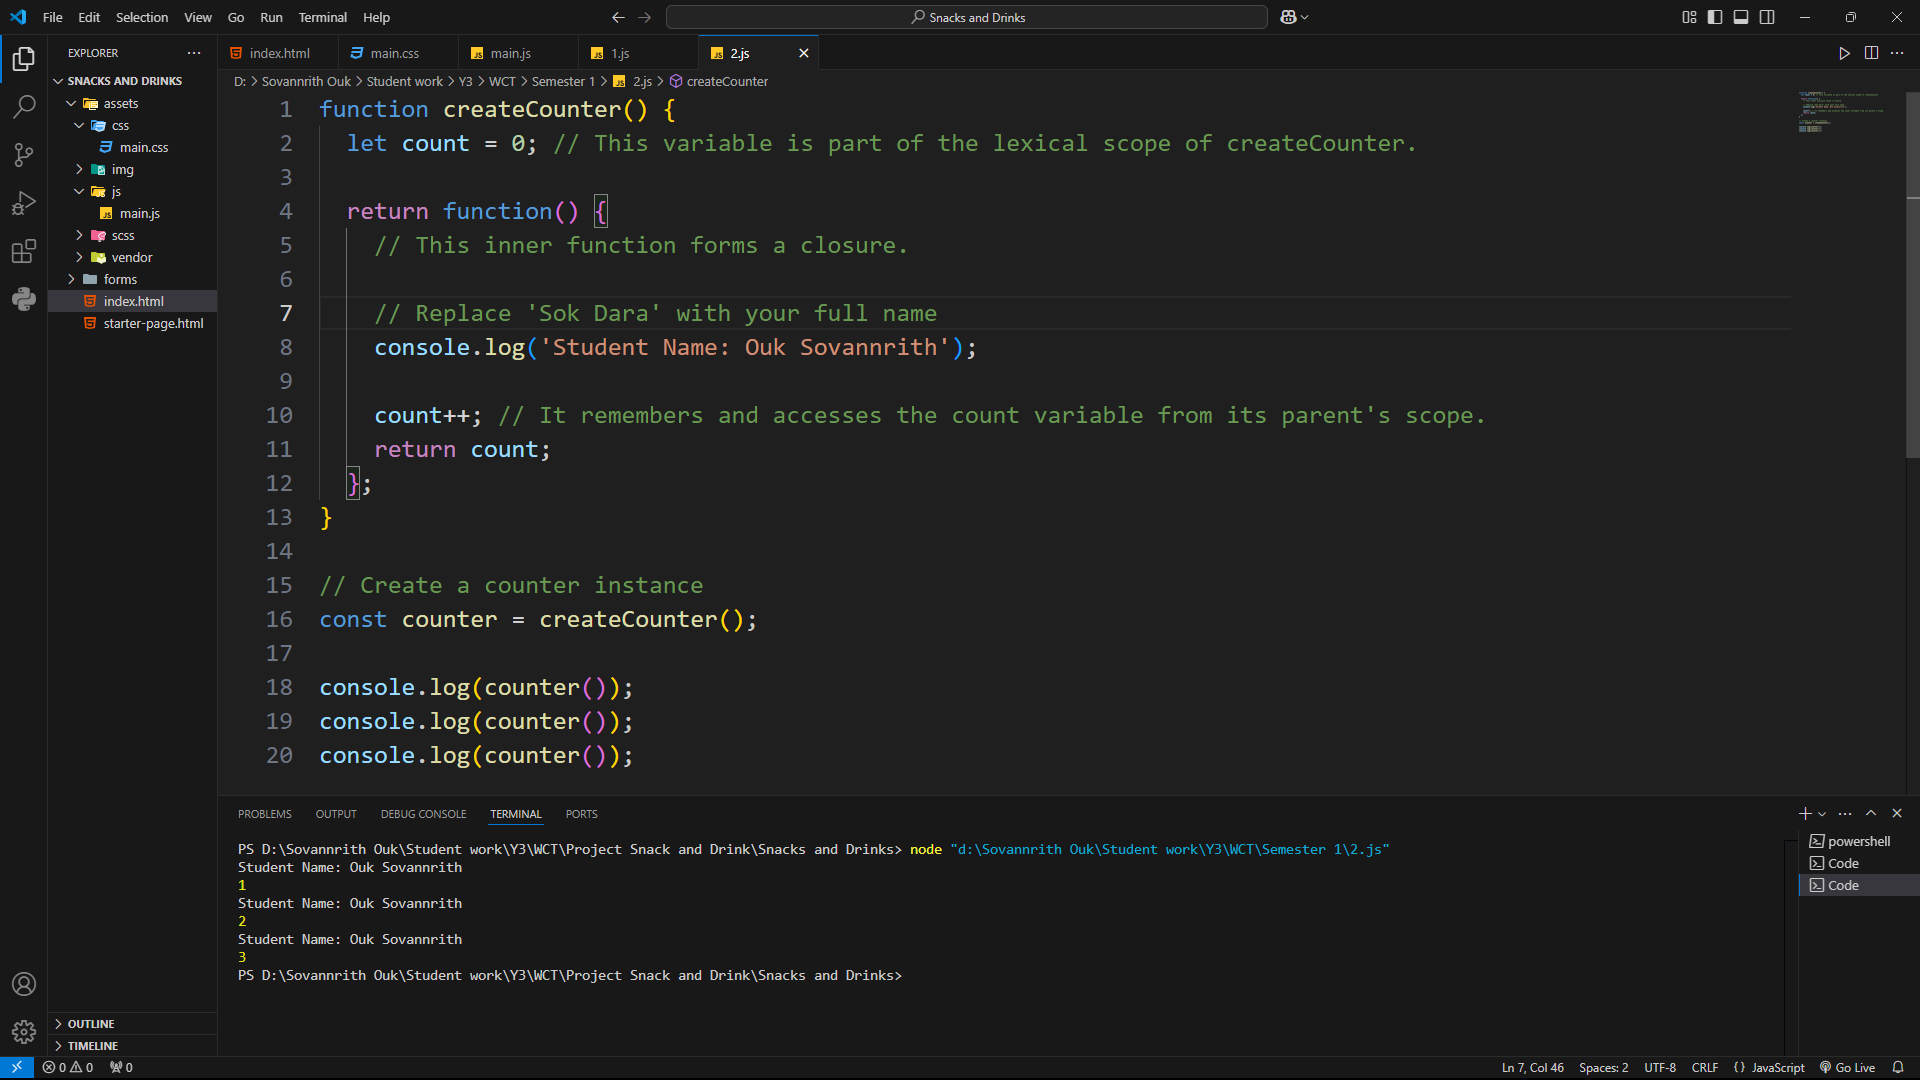 File Edit Selection View Go Run Terminal Help
Snacks and Drinks
EXPLORER
SNACKS AND DRINKS
assets
css
main.css
img
js
main.js
scss
vendor
forms
index.html
starter-page.html
OUTLINE
TIMELINE
index.html main.css main.js 1.js 2.js
D: > Sovannrith Ouk > Student work > Y3 > WCT > Semester 1 > JS 2.js > createCounter
1 function createCounter() {
2 let count = 0; // This variable is part of the lexical scope of createCounter.
3
4 return function() {
5 // This inner function forms a closure.
6
7 // Replace 'Sok Dara' with your full name
8 console.log('Student Name: Ouk Sovannrith');
9
10 count++; // It remembers and accesses the count variable from its parent's scope.
11 return count;
12 };
13 }
14
15 // Create a counter instance
16 const counter = createCounter();
17
18 console.log(counter());
19 console.log(counter());
20 console.log(counter());
PROBLEMS OUTPUT DEBUG CONSOLE TERMINAL PORTS
PS D:\Sovannrith Ouk\Student work\Y3\WCT\Project Snack and Drink\Snacks and Drinks> node "d:\Sovannrith Ouk\Student work\Y3\WCT\Semester 1\2.js"
Student Name: Ouk Sovannrith
1
Student Name: Ouk Sovannrith
2
Student Name: Ouk Sovannrith
3
PS D:\Sovannrith Ouk\Student work\Y3\WCT\Project Snack and Drink\Snacks and Drinks>
powershell
Code
Code
0 0 0
Ln 7, Col 46 Spaces: 2 UTF-8 CRLF {} JavaScript Go Live